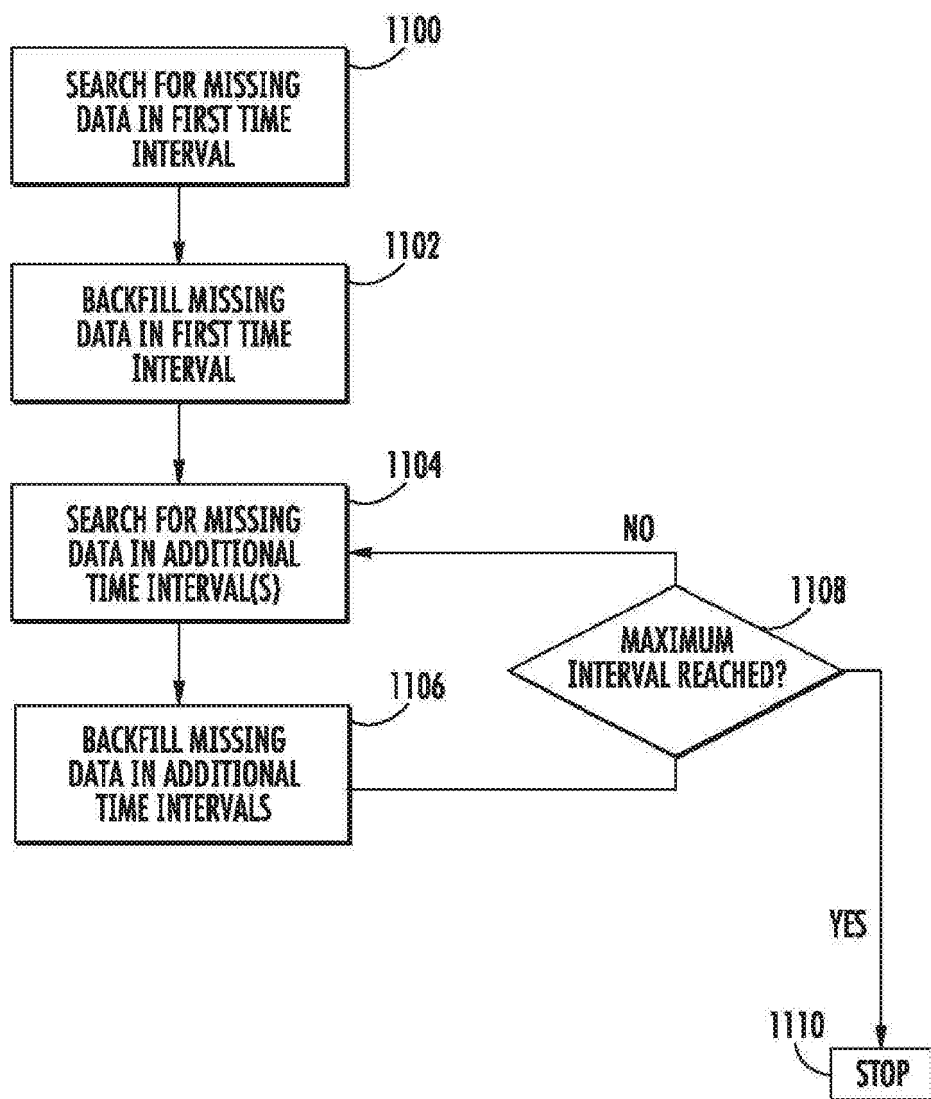 1100
SEARCH FOR MISSING
DATA IN FIRST TIME
INTERVAL
1102
BACKFILL MISSING
DATA IN FIRST TIME
INTERVAL
1104
SEARCH FOR MISSING
DATA IN ADDITIONAL
TIME INTERVAL(S)
NO
1108
MAXIMUM
INTERVAL REACHED?
1106
BACKFILL MISSING
DATA IN ADDITIONAL
TIME INTERVALS
YES
1110
STOP